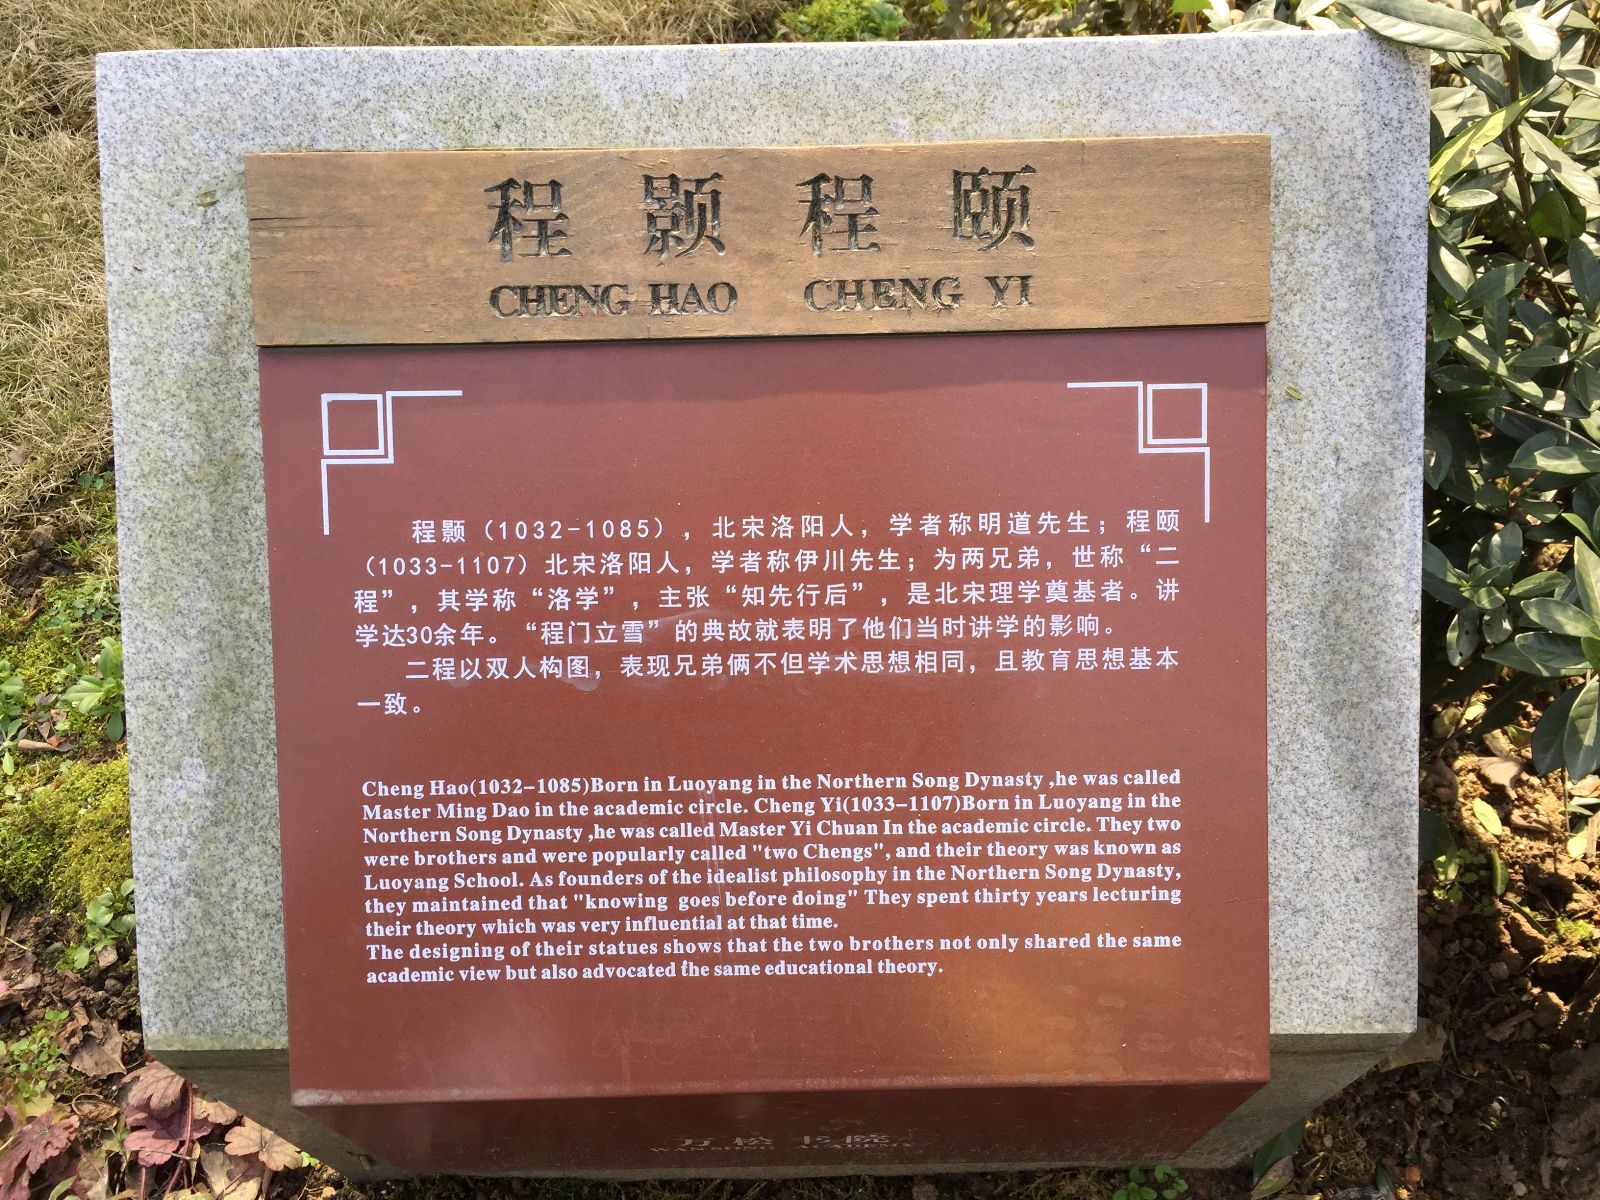 程颢程颐
CHENG HAO CHENG YI
程颢（1032-1085），北宋洛阳人，学者称明道先生；程颐
（1033-1107）北宋洛阳人，学者称伊川先生；为两兄弟，世称“二
程”，其学称“洛学”，主张“知先行后”，是北宋理学奠基者。讲
学达30余年。“程门立雪”的典故就表明了他们当时讲学的影响。
二程以双人构图，表现兄弟俩不但学术思想相同，且教育思想基本
一致。
Cheng Hao(1032-1085)Born in Luoyang in the Northern Song Dynasty ,he was called
Master Ming Dao in the academic circle. Cheng Yi(1033-1107)Born in Luoyang in the
Northern Song Dynasty ,he was called Master Yi Chuan In the academic circle. They two
were brothers and were popularly called "two Chengs", and their theory was known as
Luoyang School. As founders of the idealist philosophy in the Northern Song Dynasty,
they maintained that "knowing goes before doing" They spent thirty years lecturing
their theory which was very influential at that time.
The designing of their statues shows that the two brothers not only shared the same
academic view but also advocated the same educational theory.
万松书院
WAN SONG ACADEMY